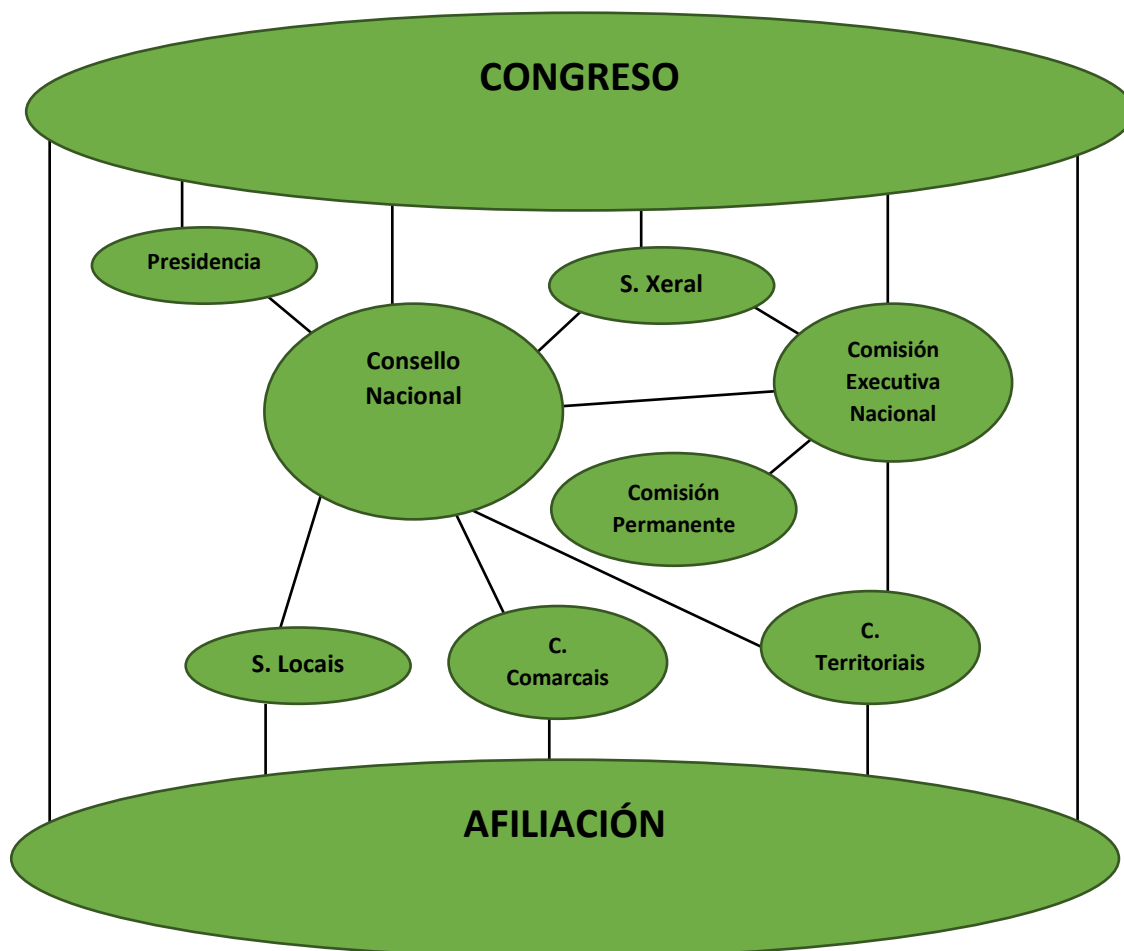 CONGRESO
Presidencia
S. Xeral
Consello
Nacional
Comisión
Executiva
Nacional
Comisión
Permanente
S. Locais
C.
Comarcais
C.
Territoriais
AFILIACIÓN